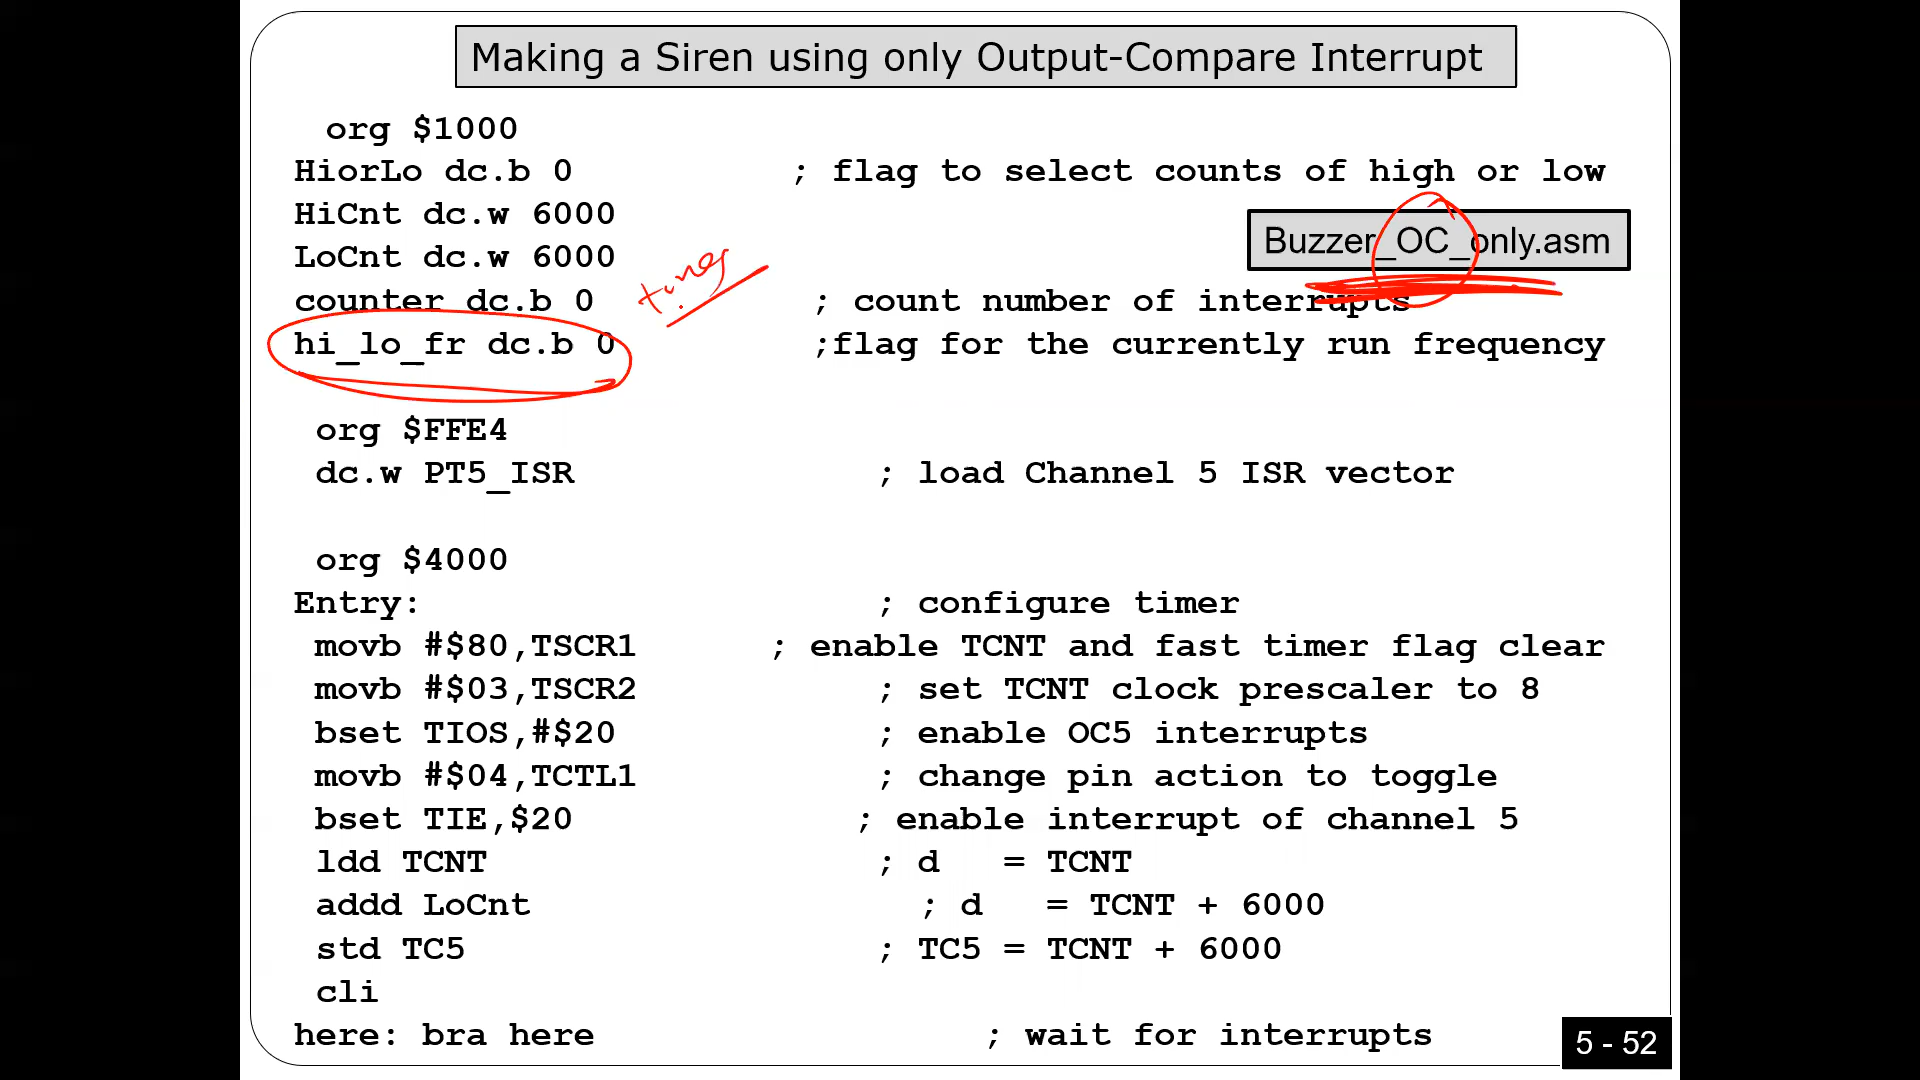 Making a Siren using only Output-Compare Interrupt
org $1000
HiorLo dc.b 0 ; flag to select counts of high or low
HiCnt dc.w 6000
Buzzer_OC_only.asm
LoCnt dc.w 6000
counter dc.b 0 ; count number of interrupts
hi_lo_fr dc.b 0 ;flag for the currently run frequency
org $FFE4
dc.w PT5_ISR ; load Channel 5 ISR vector
org $4000
Entry: ; configure timer
movb #$80,TSCR1 ; enable TCNT and fast timer flag clear
movb #$03,TSCR2 ; set TCNT clock prescaler to 8
bset TIOS,#$20 ; enable OC5 interrupts
movb #$04,TCTL1 ; change pin action to toggle
bset TIE,$20 ; enable interrupt of channel 5
ldd TCNT ; d = TCNT
addd LoCnt ; d = TCNT + 6000
std TC5 ; TC5 = TCNT + 6000
cli
here: bra here ; wait for interrupts
5 - 52